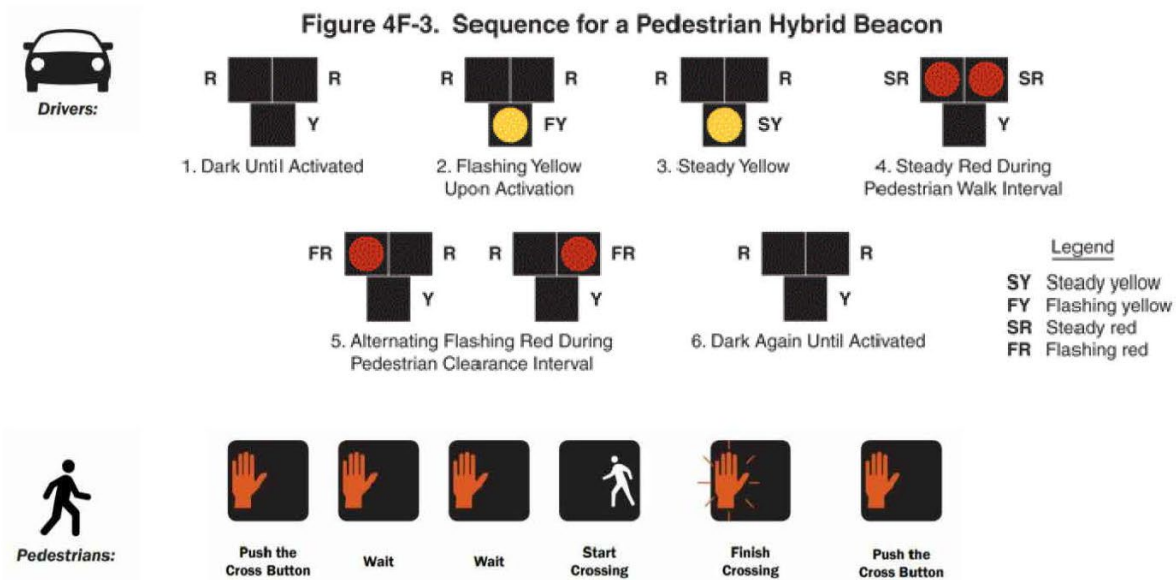 Figure 4F-3. Sequence for a Pedestrian Hybrid Beacon
Drivers:
R R
Y
1. Dark Until Activated
R R
FY
2. Flashing Yellow
Upon Activation
R R
SY
3. Steady Yellow
SR SR
Y
4. Steady Red During
Pedestrian Walk Interval
FR R
Y
R FR
Y
5. Alternating Flashing Red During
Pedestrian Clearance Interval
R R
Y
6. Dark Again Until Activated
Legend
SY Steady yellow
FY Flashing yellow
SR Steady red
FR Flashing red
Pedestrians:
Push the
Cross Button
Wait
Wait
Start
Crossing
Finish
Crossing
Push the
Cross Button